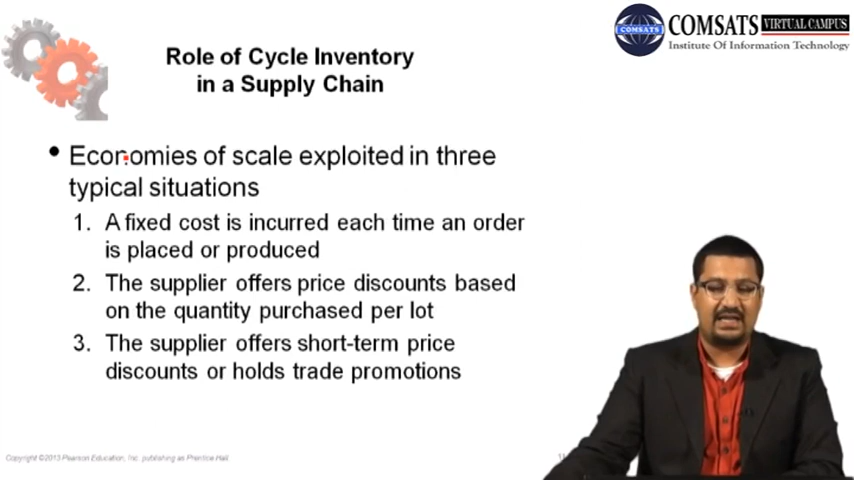 COMSATS
COMSATS VIRTUAL CAMPUS
Institute Of Information Technology
Role of Cycle Inventory
in a Supply Chain
• Economies of scale exploited in three
typical situations
1. A fixed cost is incurred each time an order
is placed or produced
2. The supplier offers price discounts based
on the quantity purchased per lot
3. The supplier offers short-term price
discounts or holds trade promotions
Copyright ©2013 Pearson Education, Inc. publishing as Prentice Hall.